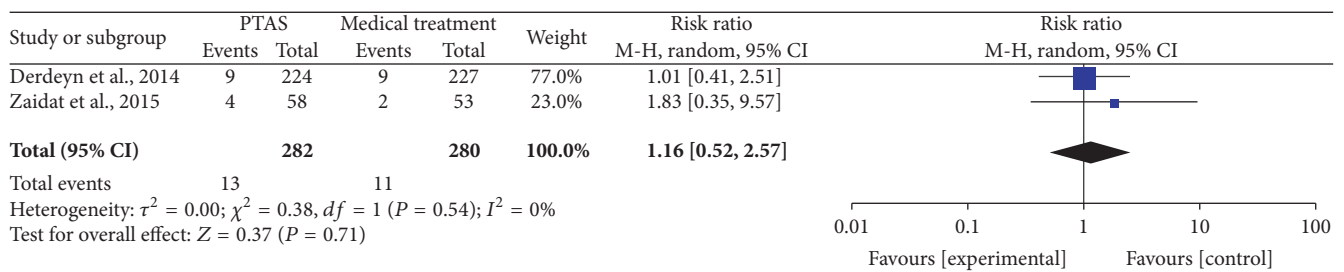 Study or subgroup PTAS Medical treatment Weight Risk ratio Risk ratio
Events Total Events Total M-H, random, 95% CI M-H, random, 95% CI
Derdeyn et al., 2014 9 224 9 227 77.0% 1.01 [0.41, 2.51]
Zaidat et al., 2015 4 58 2 53 23.0% 1.83 [0.35, 9.57]
Total (95% CI) 282 280 100.0% 1.16 [0.52, 2.57]
Total events 13 11
Heterogeneity: τ² = 0.00; χ² = 0.38, df = 1 (P = 0.54); I² = 0%
Test for overall effect: Z = 0.37 (P = 0.71)
0.01 0.1 1 10 100
Favours [experimental] Favours [control]